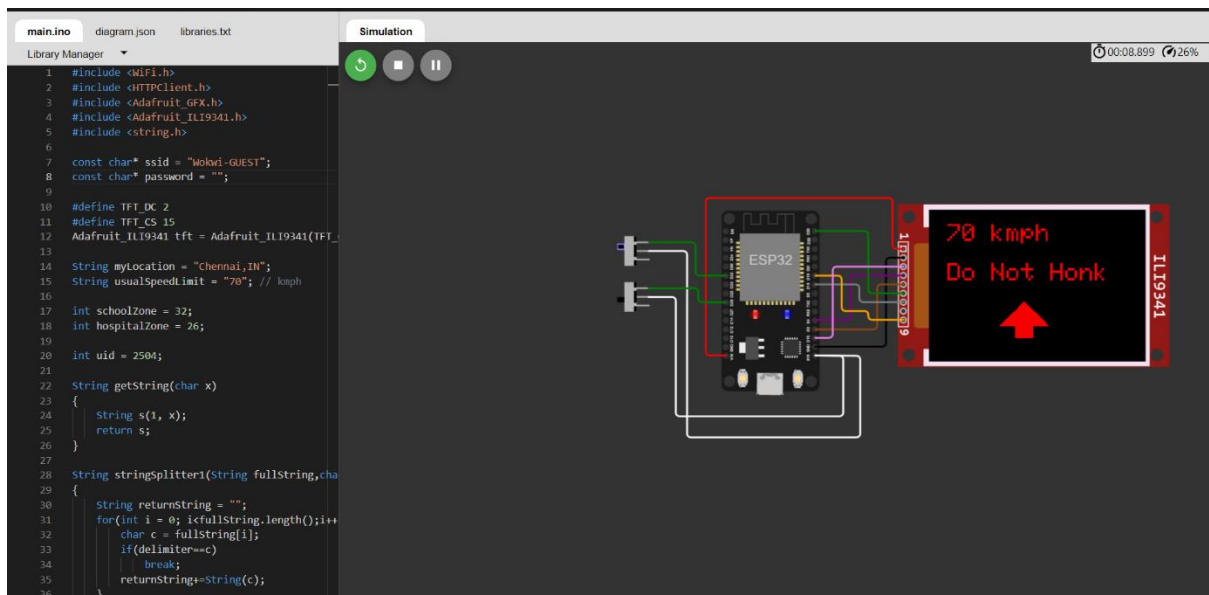 main.ino diagram.json libraries.txt
Simulation
Library Manager
00:08.899 26%
1 #include <WiFi.h>
2 #include <HTTPClient.h>
3 #include <Adafruit_GFX.h>
4 #include <Adafruit_ILI9341.h>
5 #include <string.h>
6
7 const char* ssid = "Wokwi-GUEST";
8 const char* password = "";
9
10 #define TFT_DC 2
11 #define TFT_CS 15
12 Adafruit_ILI9341 tft = Adafruit_ILI9341(TFT_
13
14 String myLocation = "Chennai,IN";
15 String usualSpeedLimit = "70"; // kmph
16
17 int schoolZone = 32;
18 int hospitalZone = 26;
19
20 int uid = 2504;
21
22 String getString(char x)
23 {
24 String s(1, x);
25 return s;
26 }
27
28 String stringSplitter1(String fullString,cha
29 {
30 String returnString = "";
31 for(int i = 0; i<fullString.length();i++
32 char c = fullString[i];
33 if(delimiter==c)
34 break;
35 returnString+=String(c);
36 }
ESP32
1
9
70 kmph
Do Not Honk
ILI9341